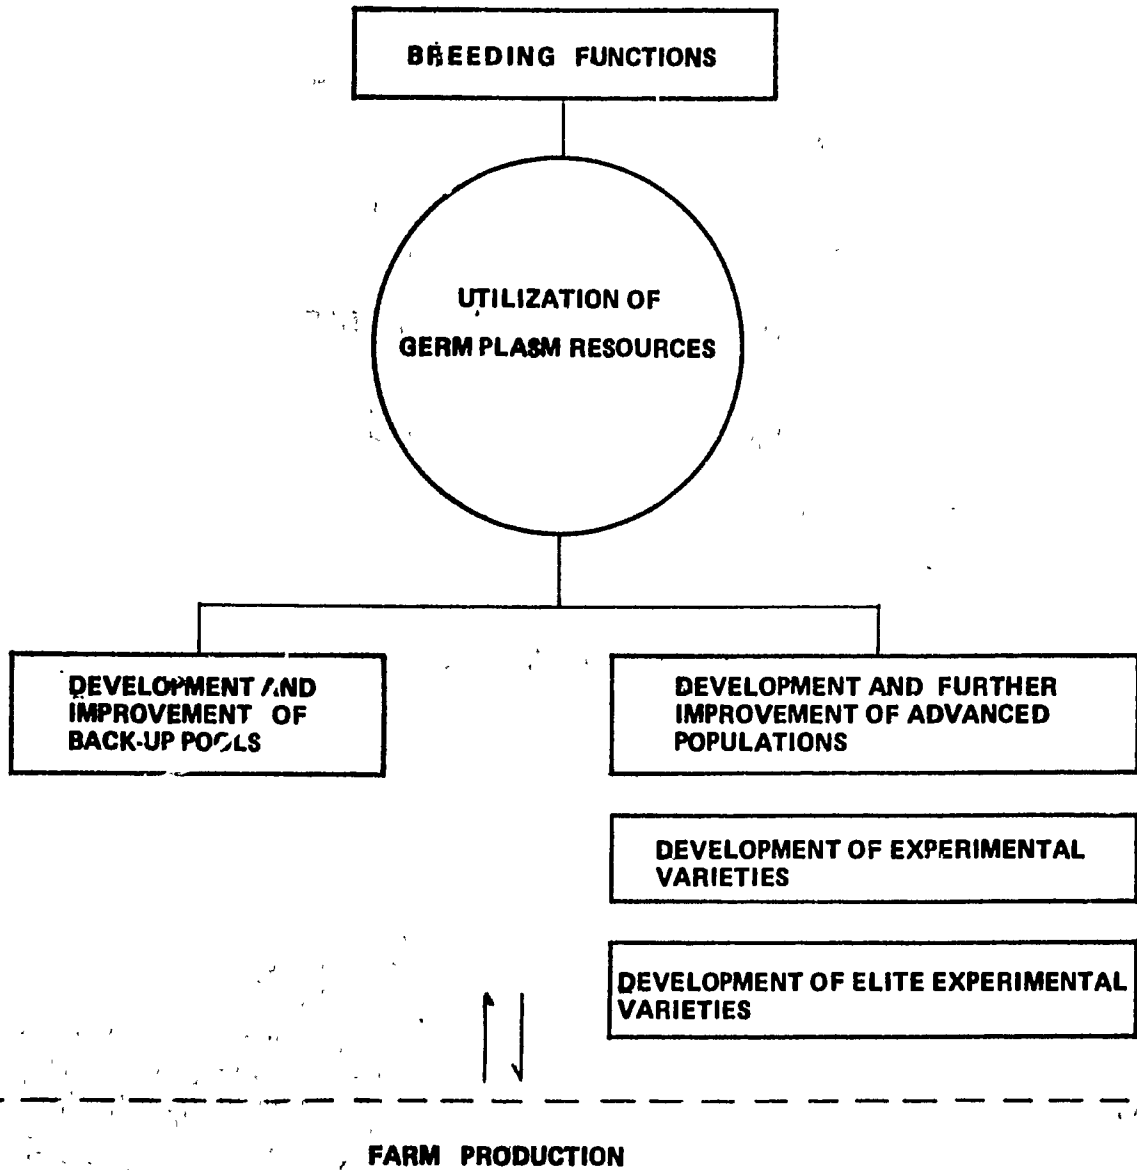 BREEDING FUNCTIONS
UTILIZATION OF
GERM PLASM RESOURCES
DEVELOPMENT AND
IMPROVEMENT OF
BACK-UP POOLS
DEVELOPMENT AND FURTHER
IMPROVEMENT OF ADVANCED
POPULATIONS
DEVELOPMENT OF EXPERIMENTAL
VARIETIES
DEVELOPMENT OF ELITE EXPERIMENTAL
VARIETIES
FARM PRODUCTION